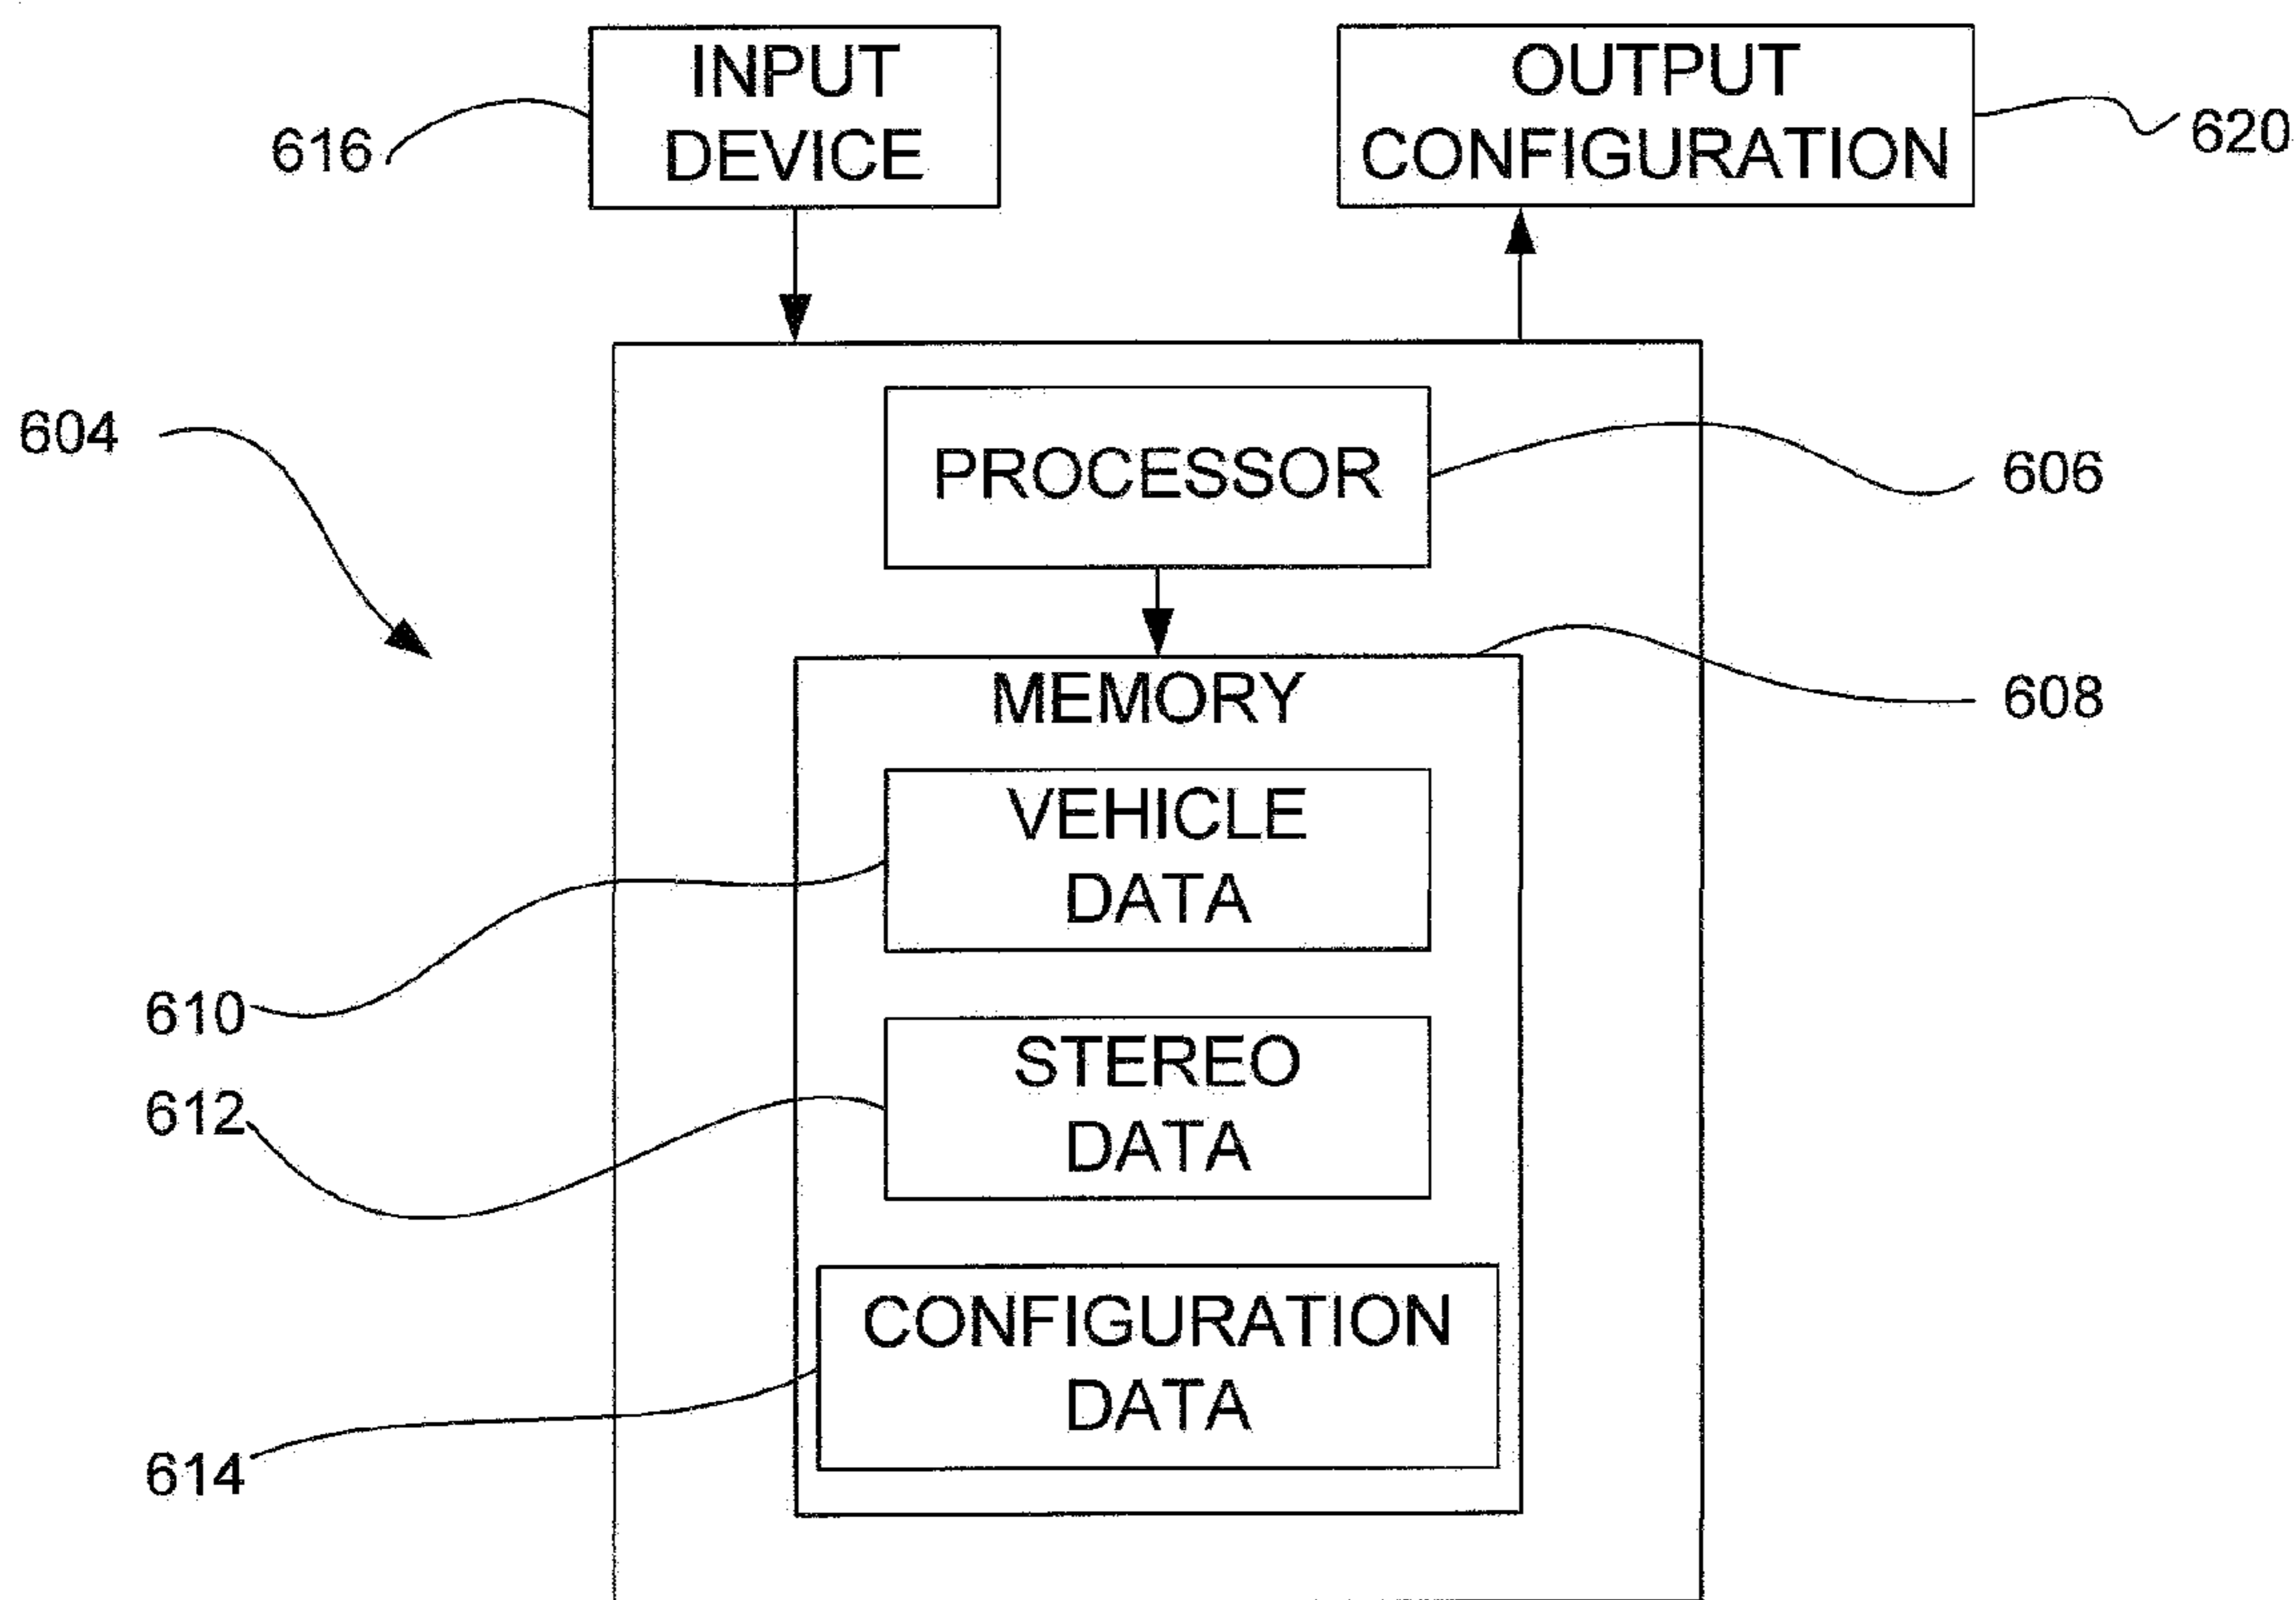 INPUT
DEVICE
616
OUTPUT
CONFIGURATION
620
604
PROCESSOR
606
MEMORY
608
VEHICLE
DATA
610
STEREO
DATA
612
CONFIGURATION
DATA
614